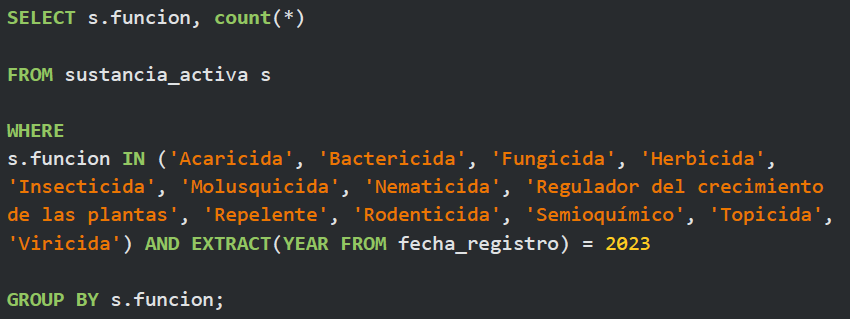 SELECT s.funcion, count(*)
FROM sustancia_activa s
WHERE
s.funcion IN ('Acaricida', 'Bactericida', 'Fungicida', 'Herbicida',
'Insecticida', 'Molusquicida', 'Nematicida', 'Regulador del crecimiento
de las plantas', 'Repelente', 'Rodenticida', 'Semioquímico', 'Topicida',
'Viricida') AND EXTRACT(YEAR FROM fecha_registro) = 2023
GROUP BY s.funcion;